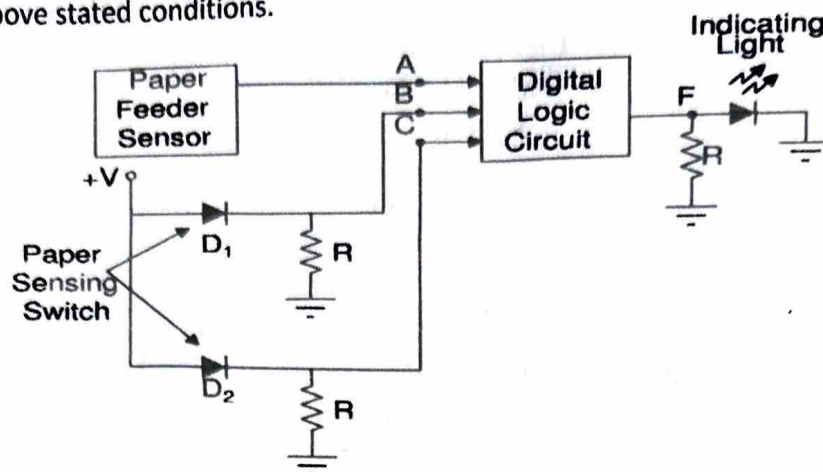 ove stated conditions.
Indicating
Light
Paper
Feeder
Sensor
A
B
C
Digital
Logic
Circuit
F
R
+V
D₁
R
Paper
Sensing
Switch
D₂
R